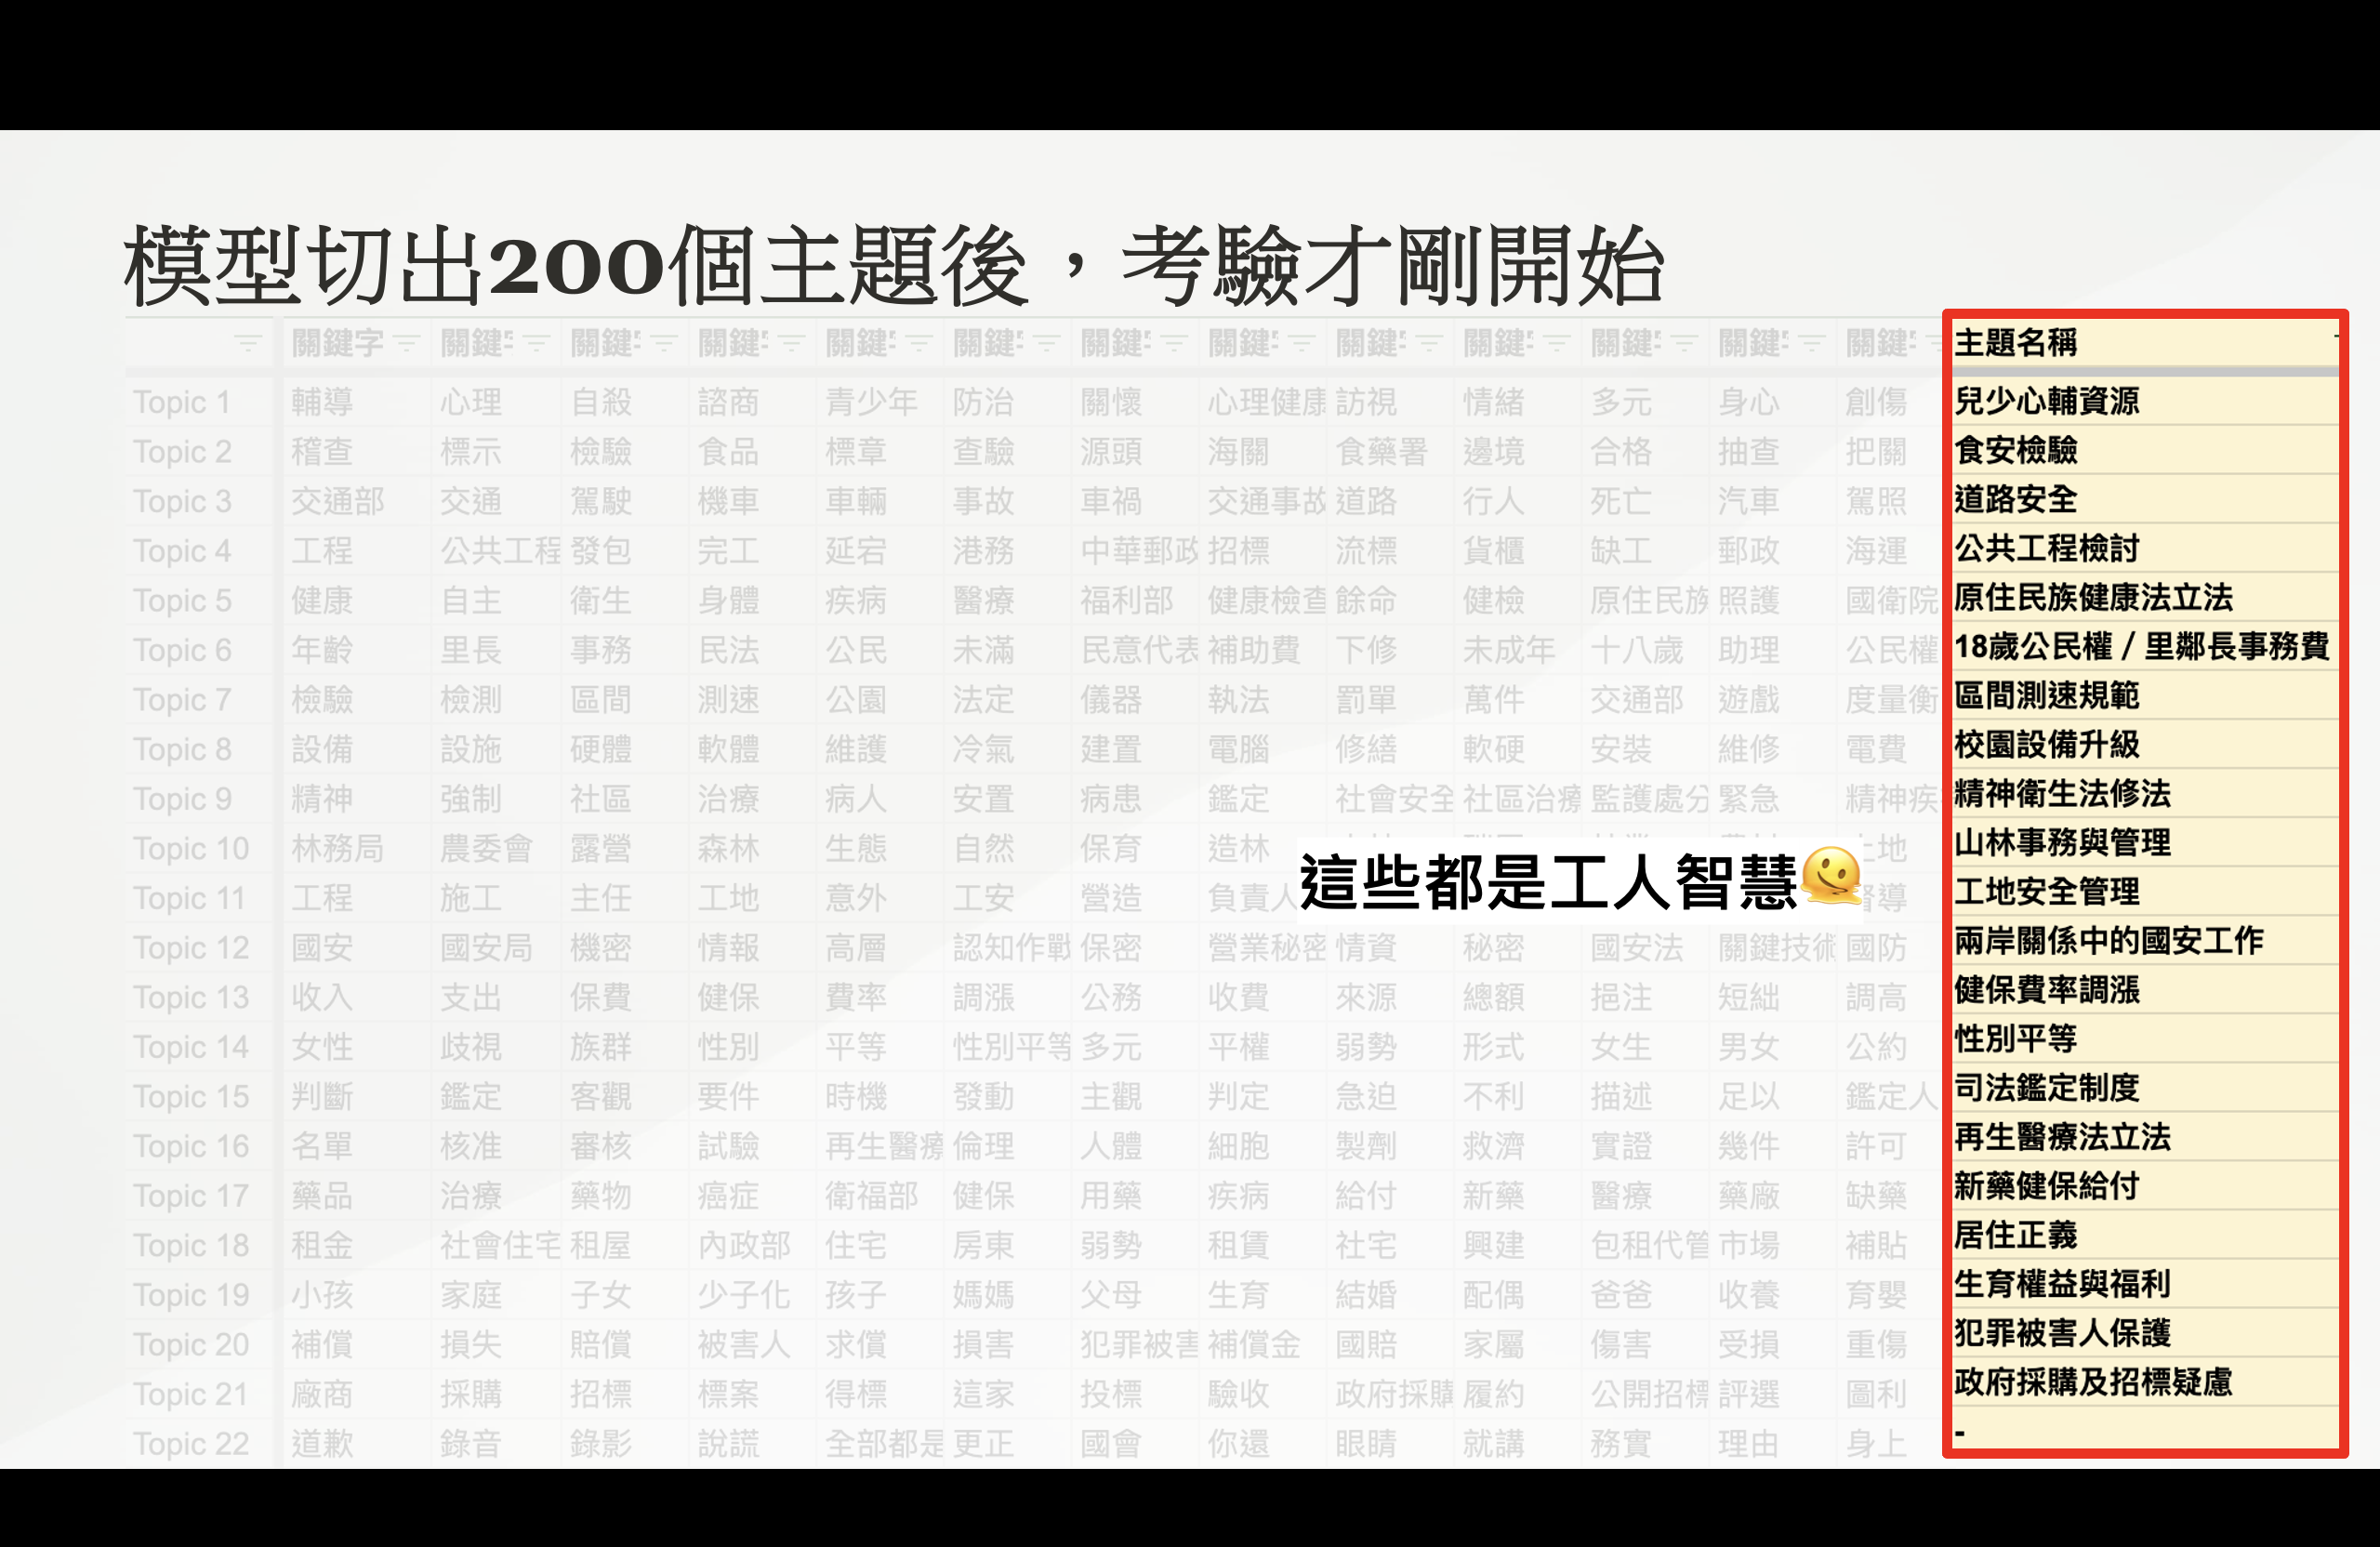 模型切出200個主題後，考驗才剛開始
關鍵字 關鍵 關鍵 關鍵 關鍵 關鍵 關鍵 關鍵 關鍵 關鍵 關鍵 關鍵 關鍵 主題名稱
Topic 1 輔導 心理 自殺 諮商 青少年 防治 關懷 心理健康 訪視 情緒 多元 身心 創傷 兒少心輔資源
Topic 2 稽查 標示 檢驗 食品 標章 查驗 源頭 海關 食藥署 邊境 合格 抽查 把關 食安檢驗
Topic 3 交通部 交通 駕駛 機車 車輛 事故 車禍 交通事故 道路 行人 死亡 汽車 駕照 道路安全
Topic 4 工程 公共工程 發包 完工 延宕 港務 中華郵政 招標 流標 貨櫃 缺工 郵政 海運 公共工程檢討
Topic 5 健康 自主 衛生 身體 疾病 醫療 福利部 健康檢查 餘命 健檢 原住民族 照護 國衛院 原住民族健康法立法
Topic 6 年齡 里長 事務 民法 公民 未滿 民意代表 補助費 下修 未成年 十八歲 助理 公民權 18歲公民權 / 里鄰長事務費
Topic 7 檢驗 檢測 區間 測速 公園 法定 儀器 執法 罰單 萬件 交通部 遊戲 度量衡 區間測速規範
Topic 8 設備 設施 硬體 軟體 維護 冷氣 建置 電腦 修繕 軟硬 安裝 維修 電費 校園設備升級
Topic 9 精神 強制 社區 治療 病人 安置 病患 鑑定 社會安全 社區治療 監護處分 緊急 精神疾 精神衛生法修法
Topic 10 林務局 農委會 露營 森林 生態 自然 保育 造林 土地 山林事務與管理
Topic 11 工程 施工 主任 工地 意外 工安 營造 負責人 督導 工地安全管理
這些都是工人智慧🫠
Topic 12 國安 國安局 機密 情報 高層 認知作戰 保密 營業秘密 情資 秘密 國安法 關鍵技術 國防 兩岸關係中的國安工作
Topic 13 收入 支出 保費 健保 費率 調漲 公務 收費 來源 總額 挹注 短絀 調高 健保費率調漲
Topic 14 女性 歧視 族群 性別 平等 性別平等 多元 平權 弱勢 形式 女生 男女 公約 性別平等
Topic 15 判斷 鑑定 客觀 要件 時機 發動 主觀 判定 急迫 不利 描述 足以 鑑定人 司法鑑定制度
Topic 16 名單 核准 審核 試驗 再生醫療 倫理 人體 細胞 製劑 救濟 實證 幾件 許可 再生醫療法立法
Topic 17 藥品 治療 藥物 癌症 衛福部 健保 用藥 疾病 給付 新藥 醫療 藥廠 缺藥 新藥健保給付
Topic 18 租金 社會住宅 租屋 內政部 住宅 房東 弱勢 租賃 社宅 興建 包租代管 市場 補貼 居住正義
Topic 19 小孩 家庭 子女 少子化 孩子 媽媽 父母 生育 結婚 配偶 爸爸 收養 育嬰 生育權益與福利
Topic 20 補償 損失 賠償 被害人 求償 損害 犯罪被害 補償金 國賠 家屬 傷害 受損 重傷 犯罪被害人保護
Topic 21 廠商 採購 招標 標案 得標 這家 投標 驗收 政府採購 履約 公開招標 評選 圖利 政府採購及招標疑慮
Topic 22 道歉 錄音 錄影 說謊 全部都是 更正 國會 你還 眼睛 就講 務實 理由 身上 -